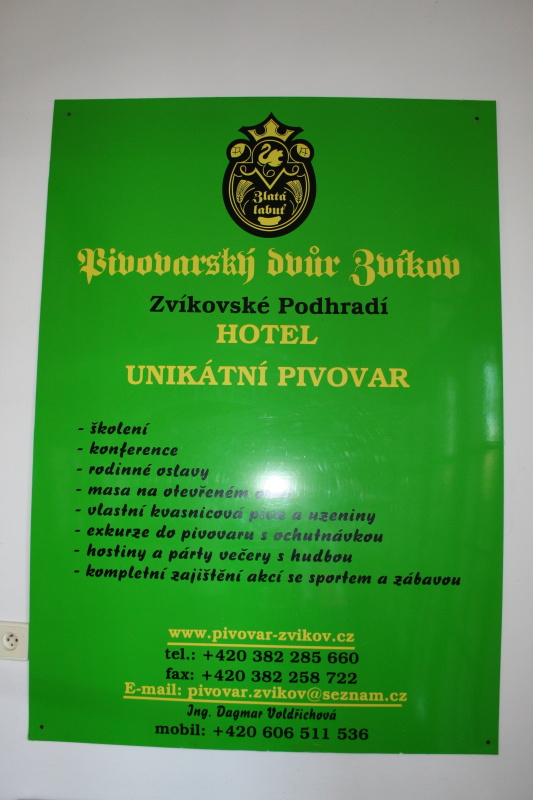 Zlatá
labuť
Pivovarský dvůr Zvíkov
Zvíkovské Podhradí
HOTEL
UNIKÁTNÍ PIVOVAR
- školení
- konference
- rodinné oslavy
- masa na otevřeném
- vlastní kvasnicová piva a uzeniny
- exkurze do pivovaru s ochutnávkou
- hostiny a párty večery s hudbou
- kompletní zajištění akcí se sportem a zábavou
www.pivovar-zvikov.cz
tel.: +420 382 285 660
fax: +420 382 258 722
E-mail: pivovar.zvikov@seznam.cz
Ing. Dagmar Voldřichová
mobil: +420 606 511 536